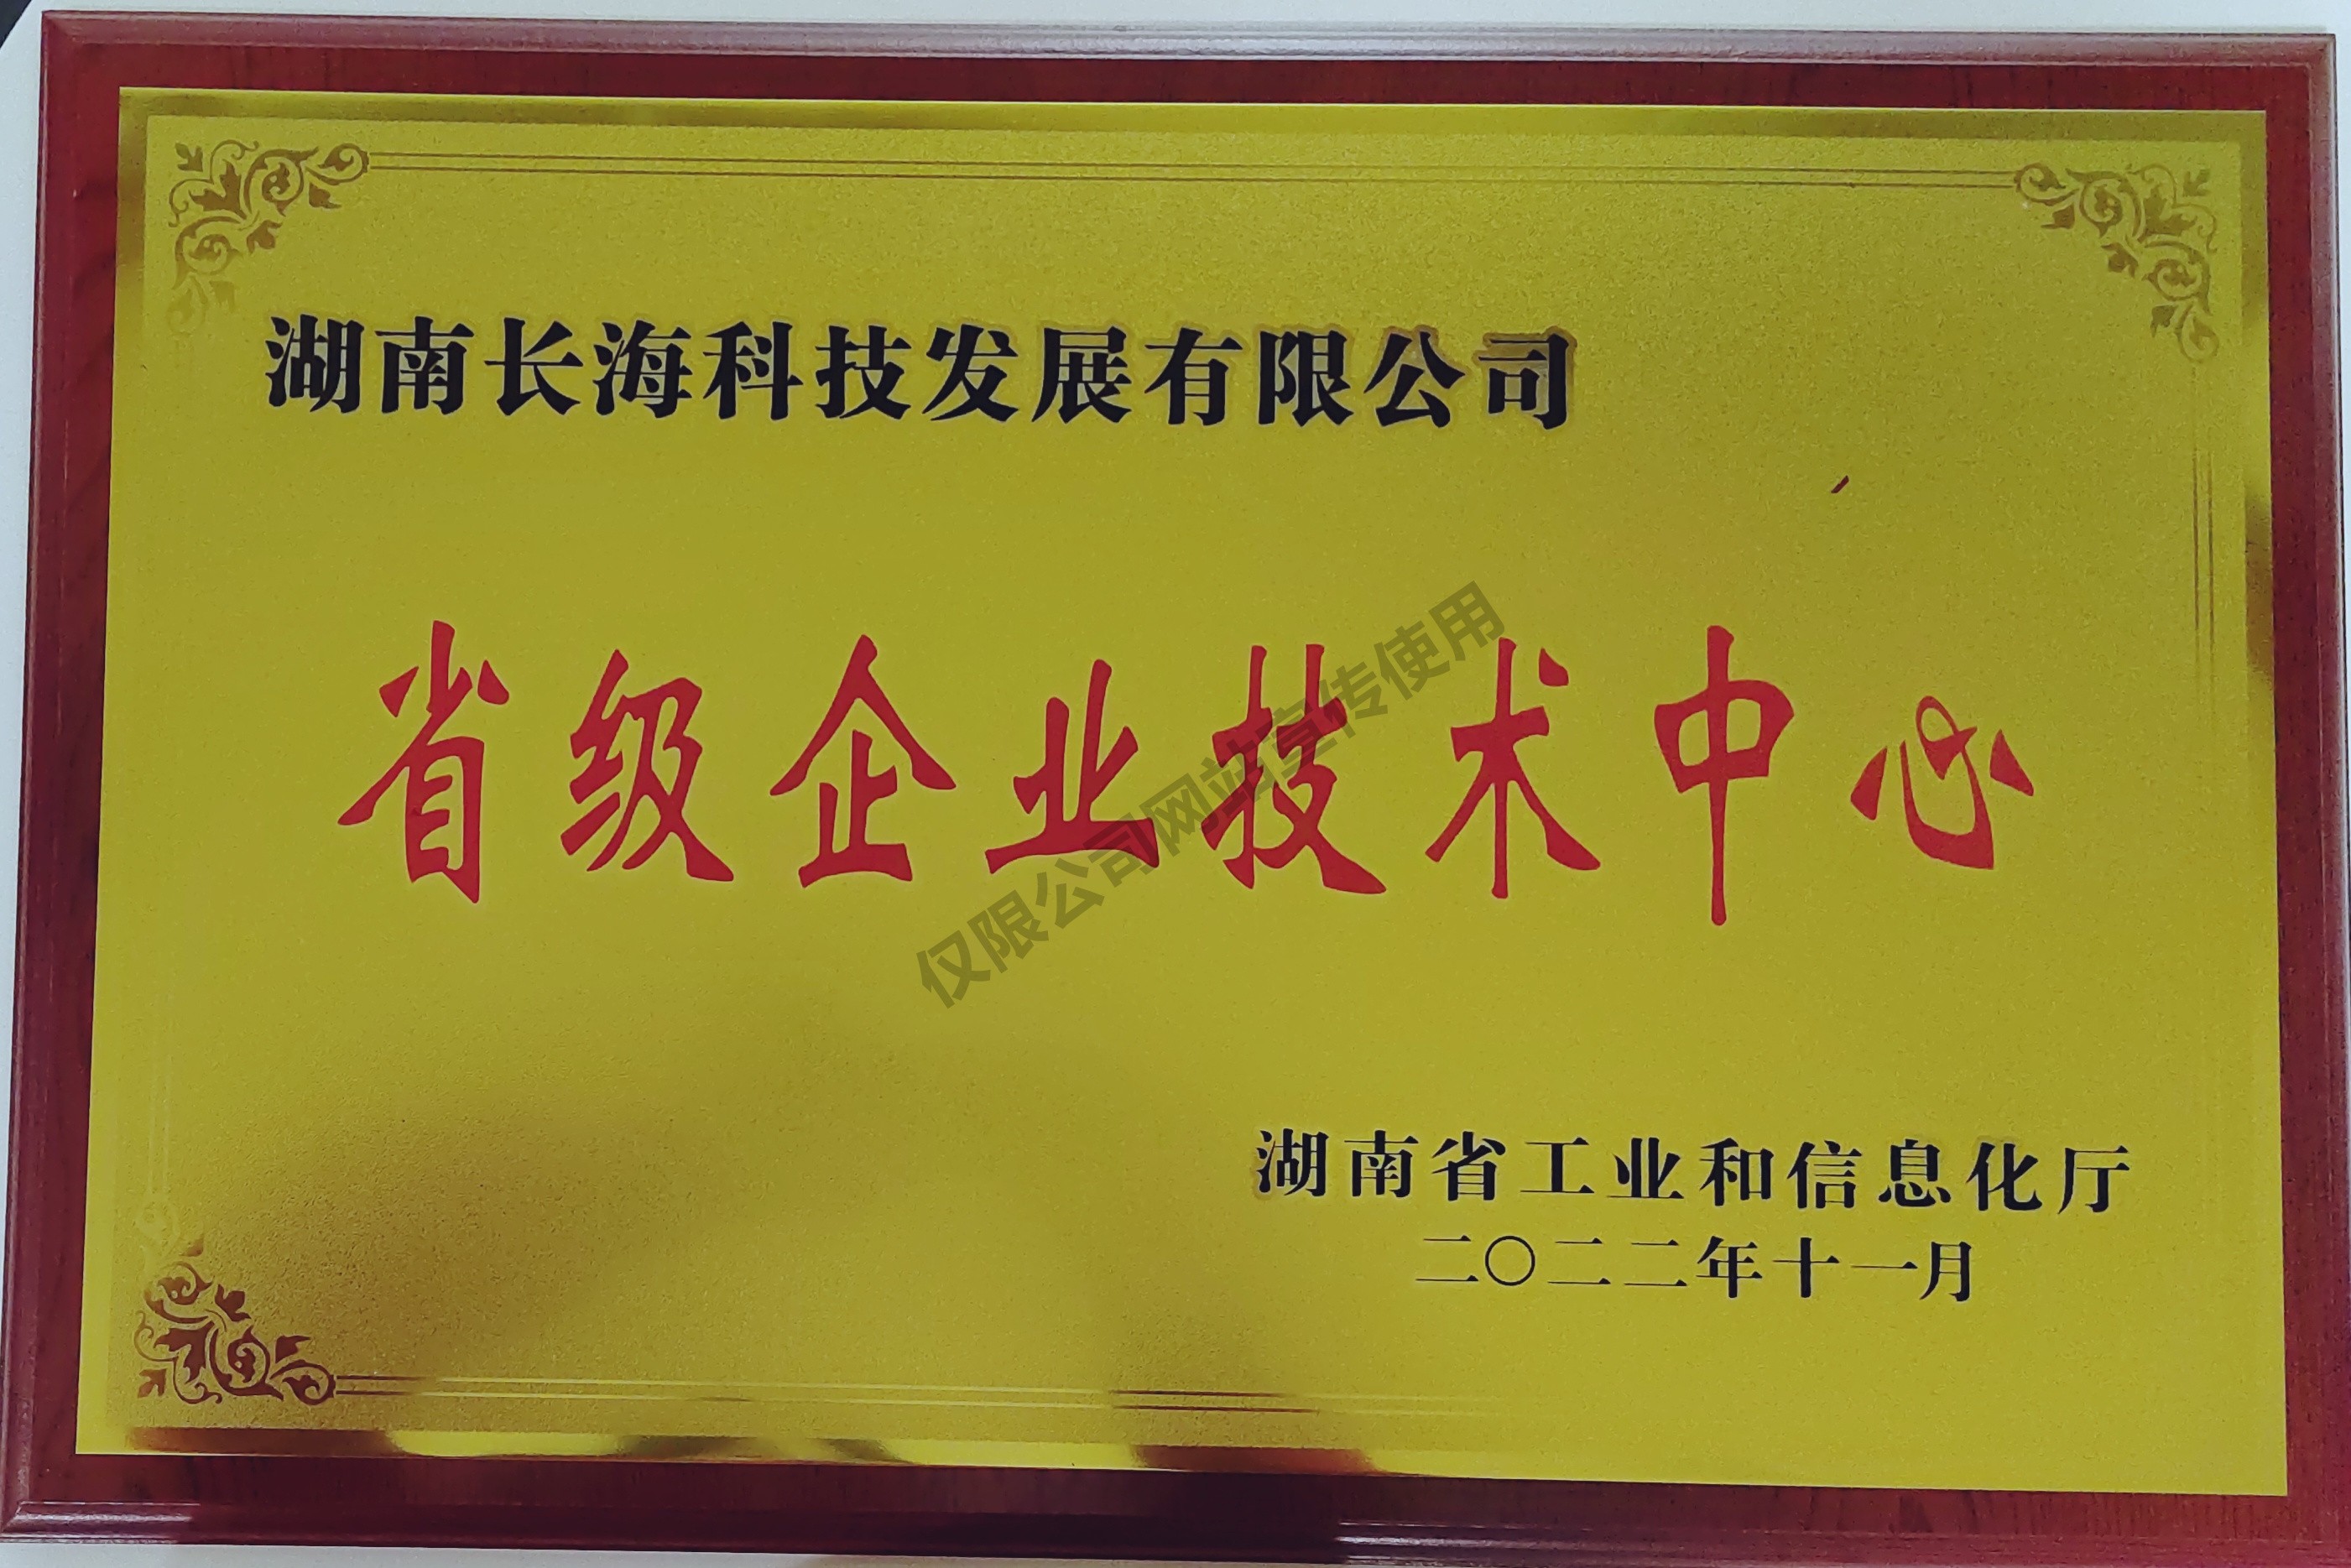 湖南长海科技发展有限公司
省级企业技术中心
仅限公司网站宣传使用
湖南省工业和信息化厅
二〇二二年十一月